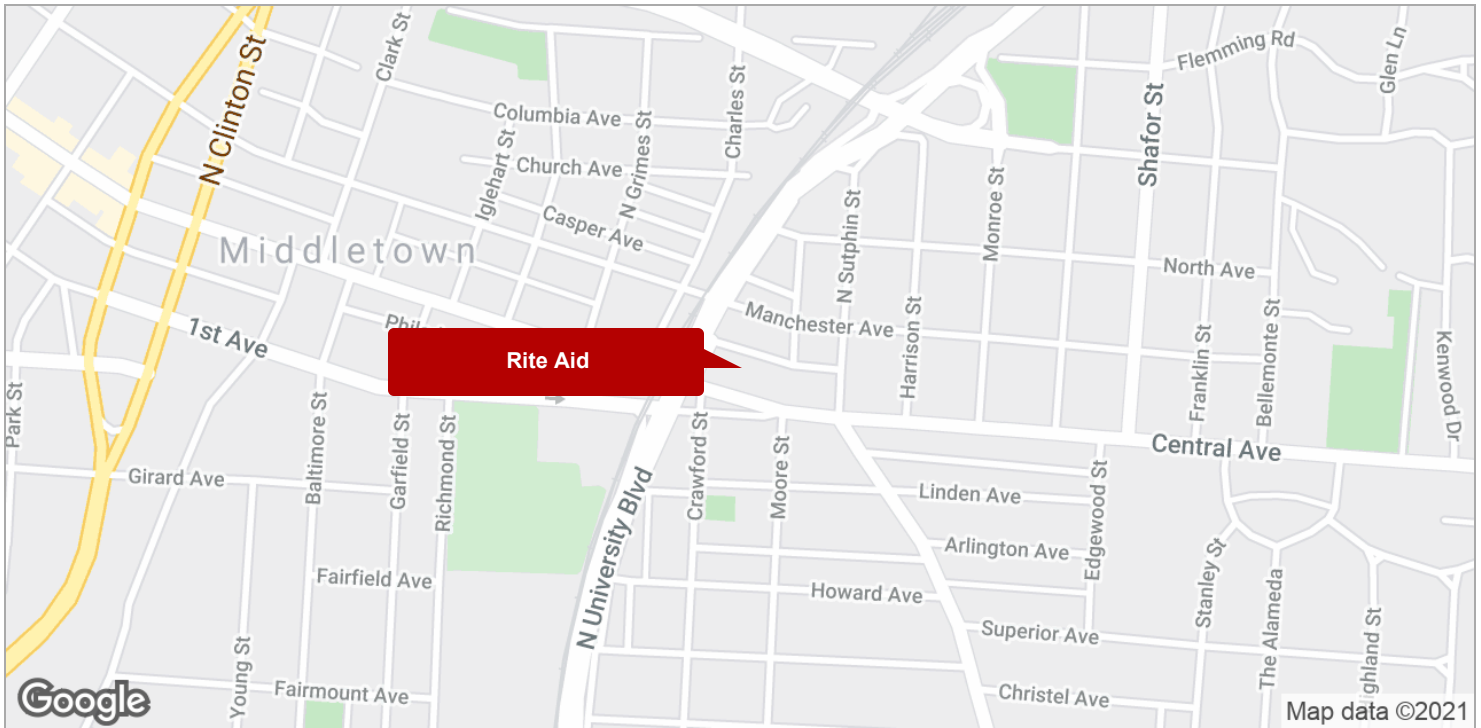 Clark St
N Clinton St
Flemming Rd
Glen Ln
Charles St
Shafor St
Columbia Ave
Iglehart St
Church Ave
N Grimes St
Casper Ave
Monroe St
N Sutphin St
Middletown
North Ave
1st Ave
Manchester Ave
Harrison St
Franklin St
Bellemonte St
Kenwood Dr
Rite Aid
Park St
Baltimore St
Garfield St
Richmond St
Crawford St
Moore St
Central Ave
Girard Ave
Linden Ave
Edgewood St
Arlington Ave
N University Blvd
Fairfield Ave
Howard Ave
Stanley St
The Alameda
Superior Ave
Young St
Fairmount Ave
Christel Ave
ighland St
Google
Map data ©2021